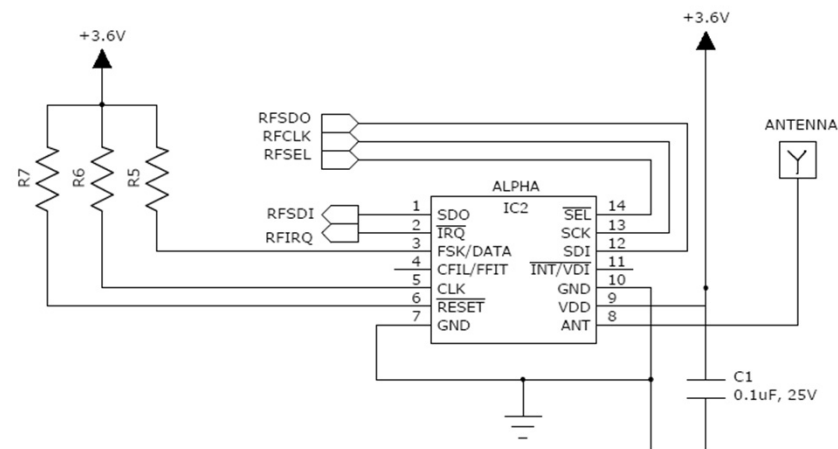 +3.6V
+3.6V
RFSDO
RFCLK
RFSEL
ANTENNA
R7
R6
R5
ALPHA
IC2
RFSDI
RFIRQ
1 SDO
2 IRQ
3 FSK/DATA
4 CFIL/FFIT
5 CLK
6 RESET
7 GND
SEL 14
SCK 13
SDI 12
INT/VDI 11
GND 10
VDD 9
ANT 8
C1
0.1uF, 25V